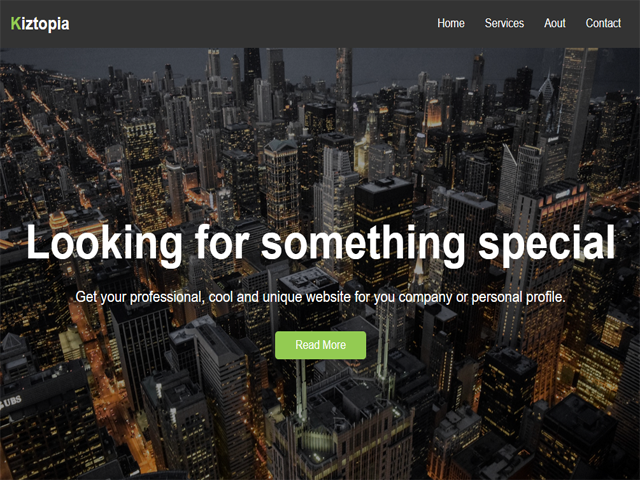 Kiztopia
Home Services Aout Contact
Looking for something special
Get your professional, cool and unique website for you company or personal profile.
Read More
UBS